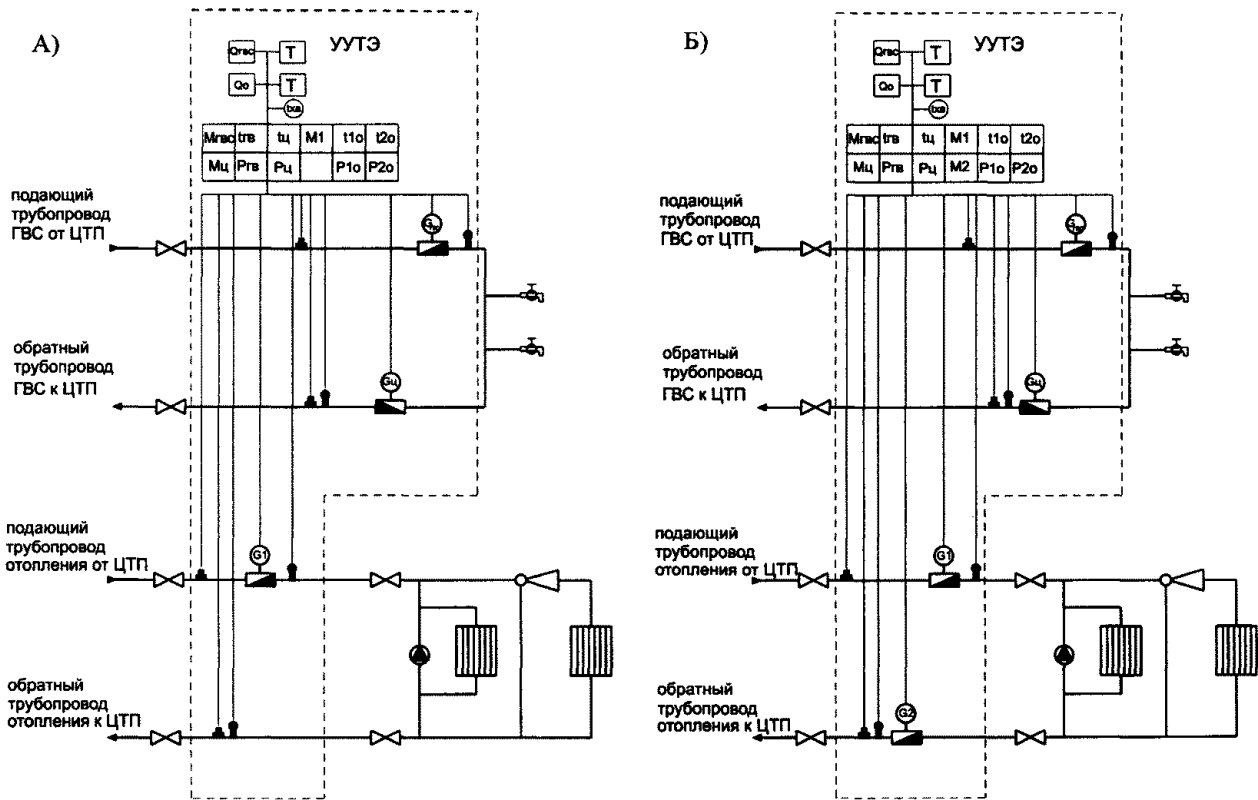 А)
УУТЭ
Qгвс
T
Qо
T
tхв
Мгвс tгв tц М1 t1о t2о
Мц Ргв Рц Р1о Р2о
подающий
трубопровод
ГВС от ЦТП
обратный
трубопровод
ГВС к ЦТП
Gц
подающий
трубопровод
отопления от ЦТП
G1
обратный
трубопровод
отопления к ЦТП
Б)
УУТЭ
Qгвс
T
Qо
T
tхв
Мгвс tгв tц М1 t1о t2о
Мц Ргв Рц М2 Р1о Р2о
подающий
трубопровод
ГВС от ЦТП
обратный
трубопровод
ГВС к ЦТП
Gц
подающий
трубопровод
отопления от ЦТП
G1
обратный
трубопровод
отопления к ЦТП
G2